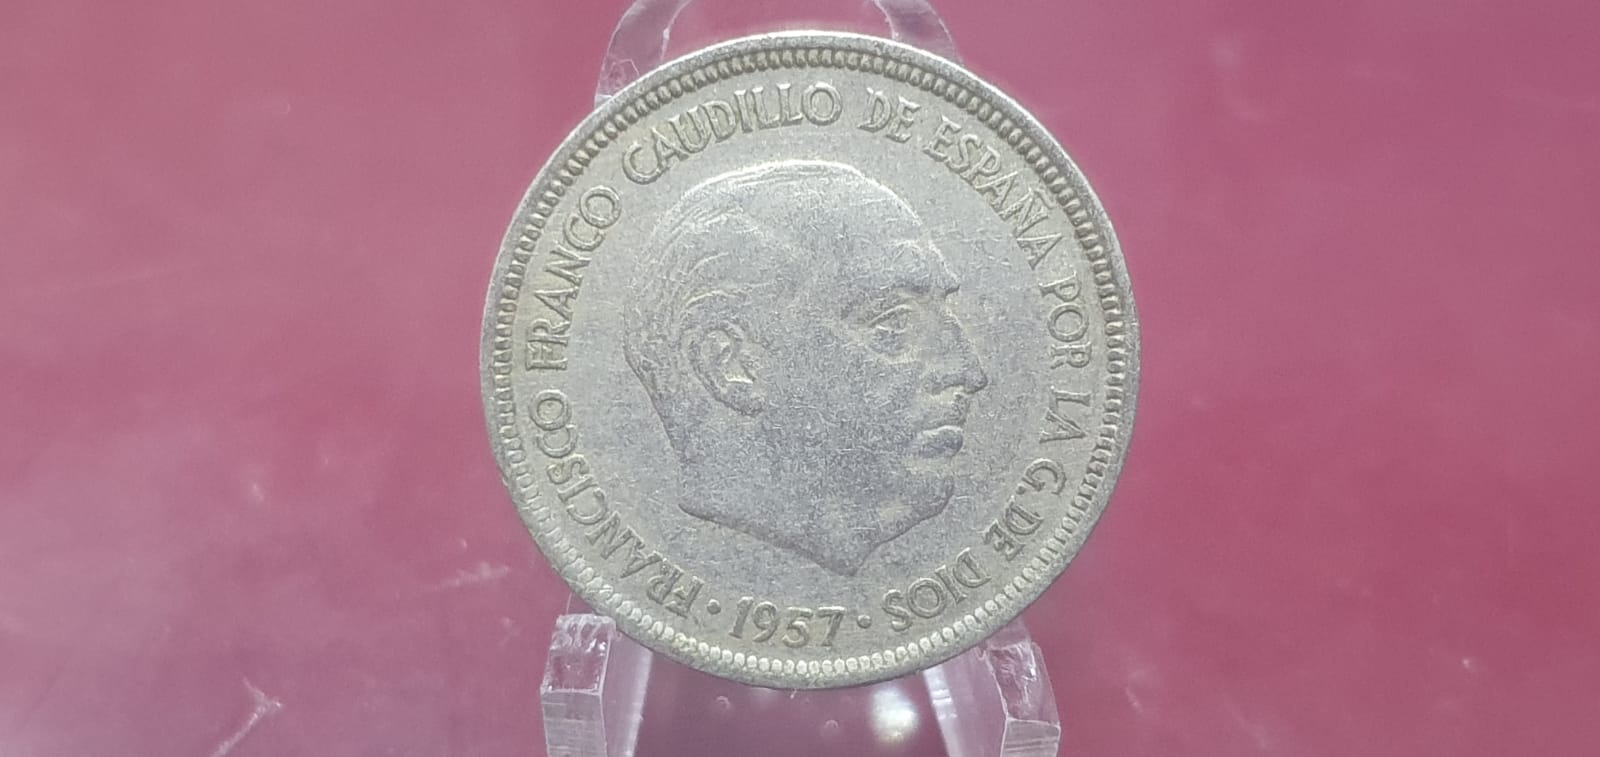 FRANCISCO FRANCO CAUDILLO DE ESPAÑA POR LA G. DE DIOS
· 1957 ·